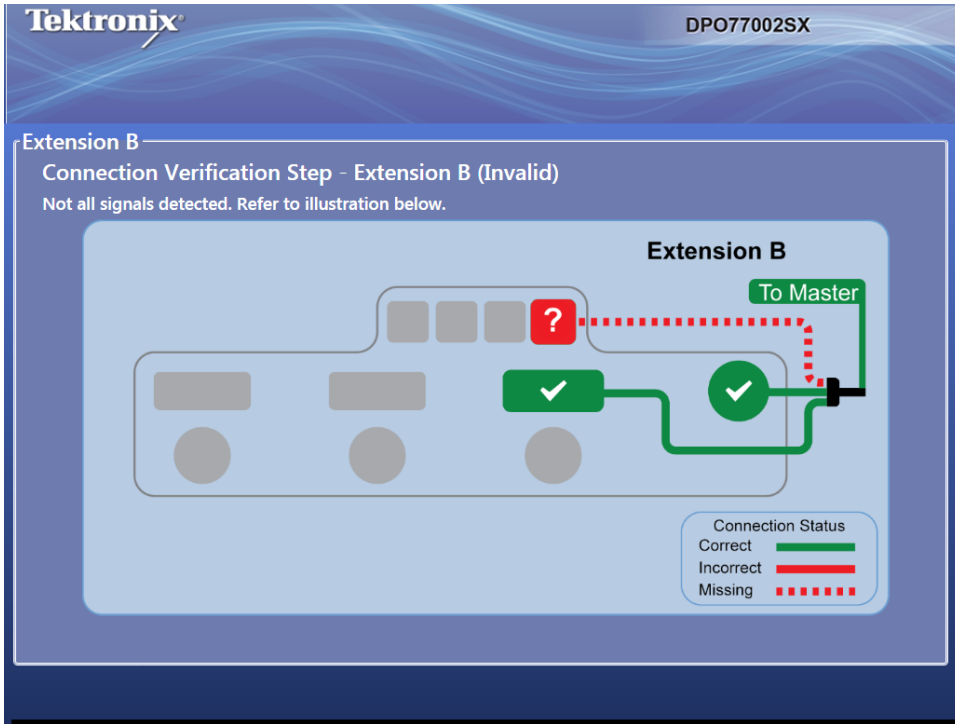 Tektronix®
DPO77002SX
Extension B
Connection Verification Step - Extension B (Invalid)
Not all signals detected. Refer to illustration below.
Extension B
To Master
?
Connection Status
Correct
Incorrect
Missing